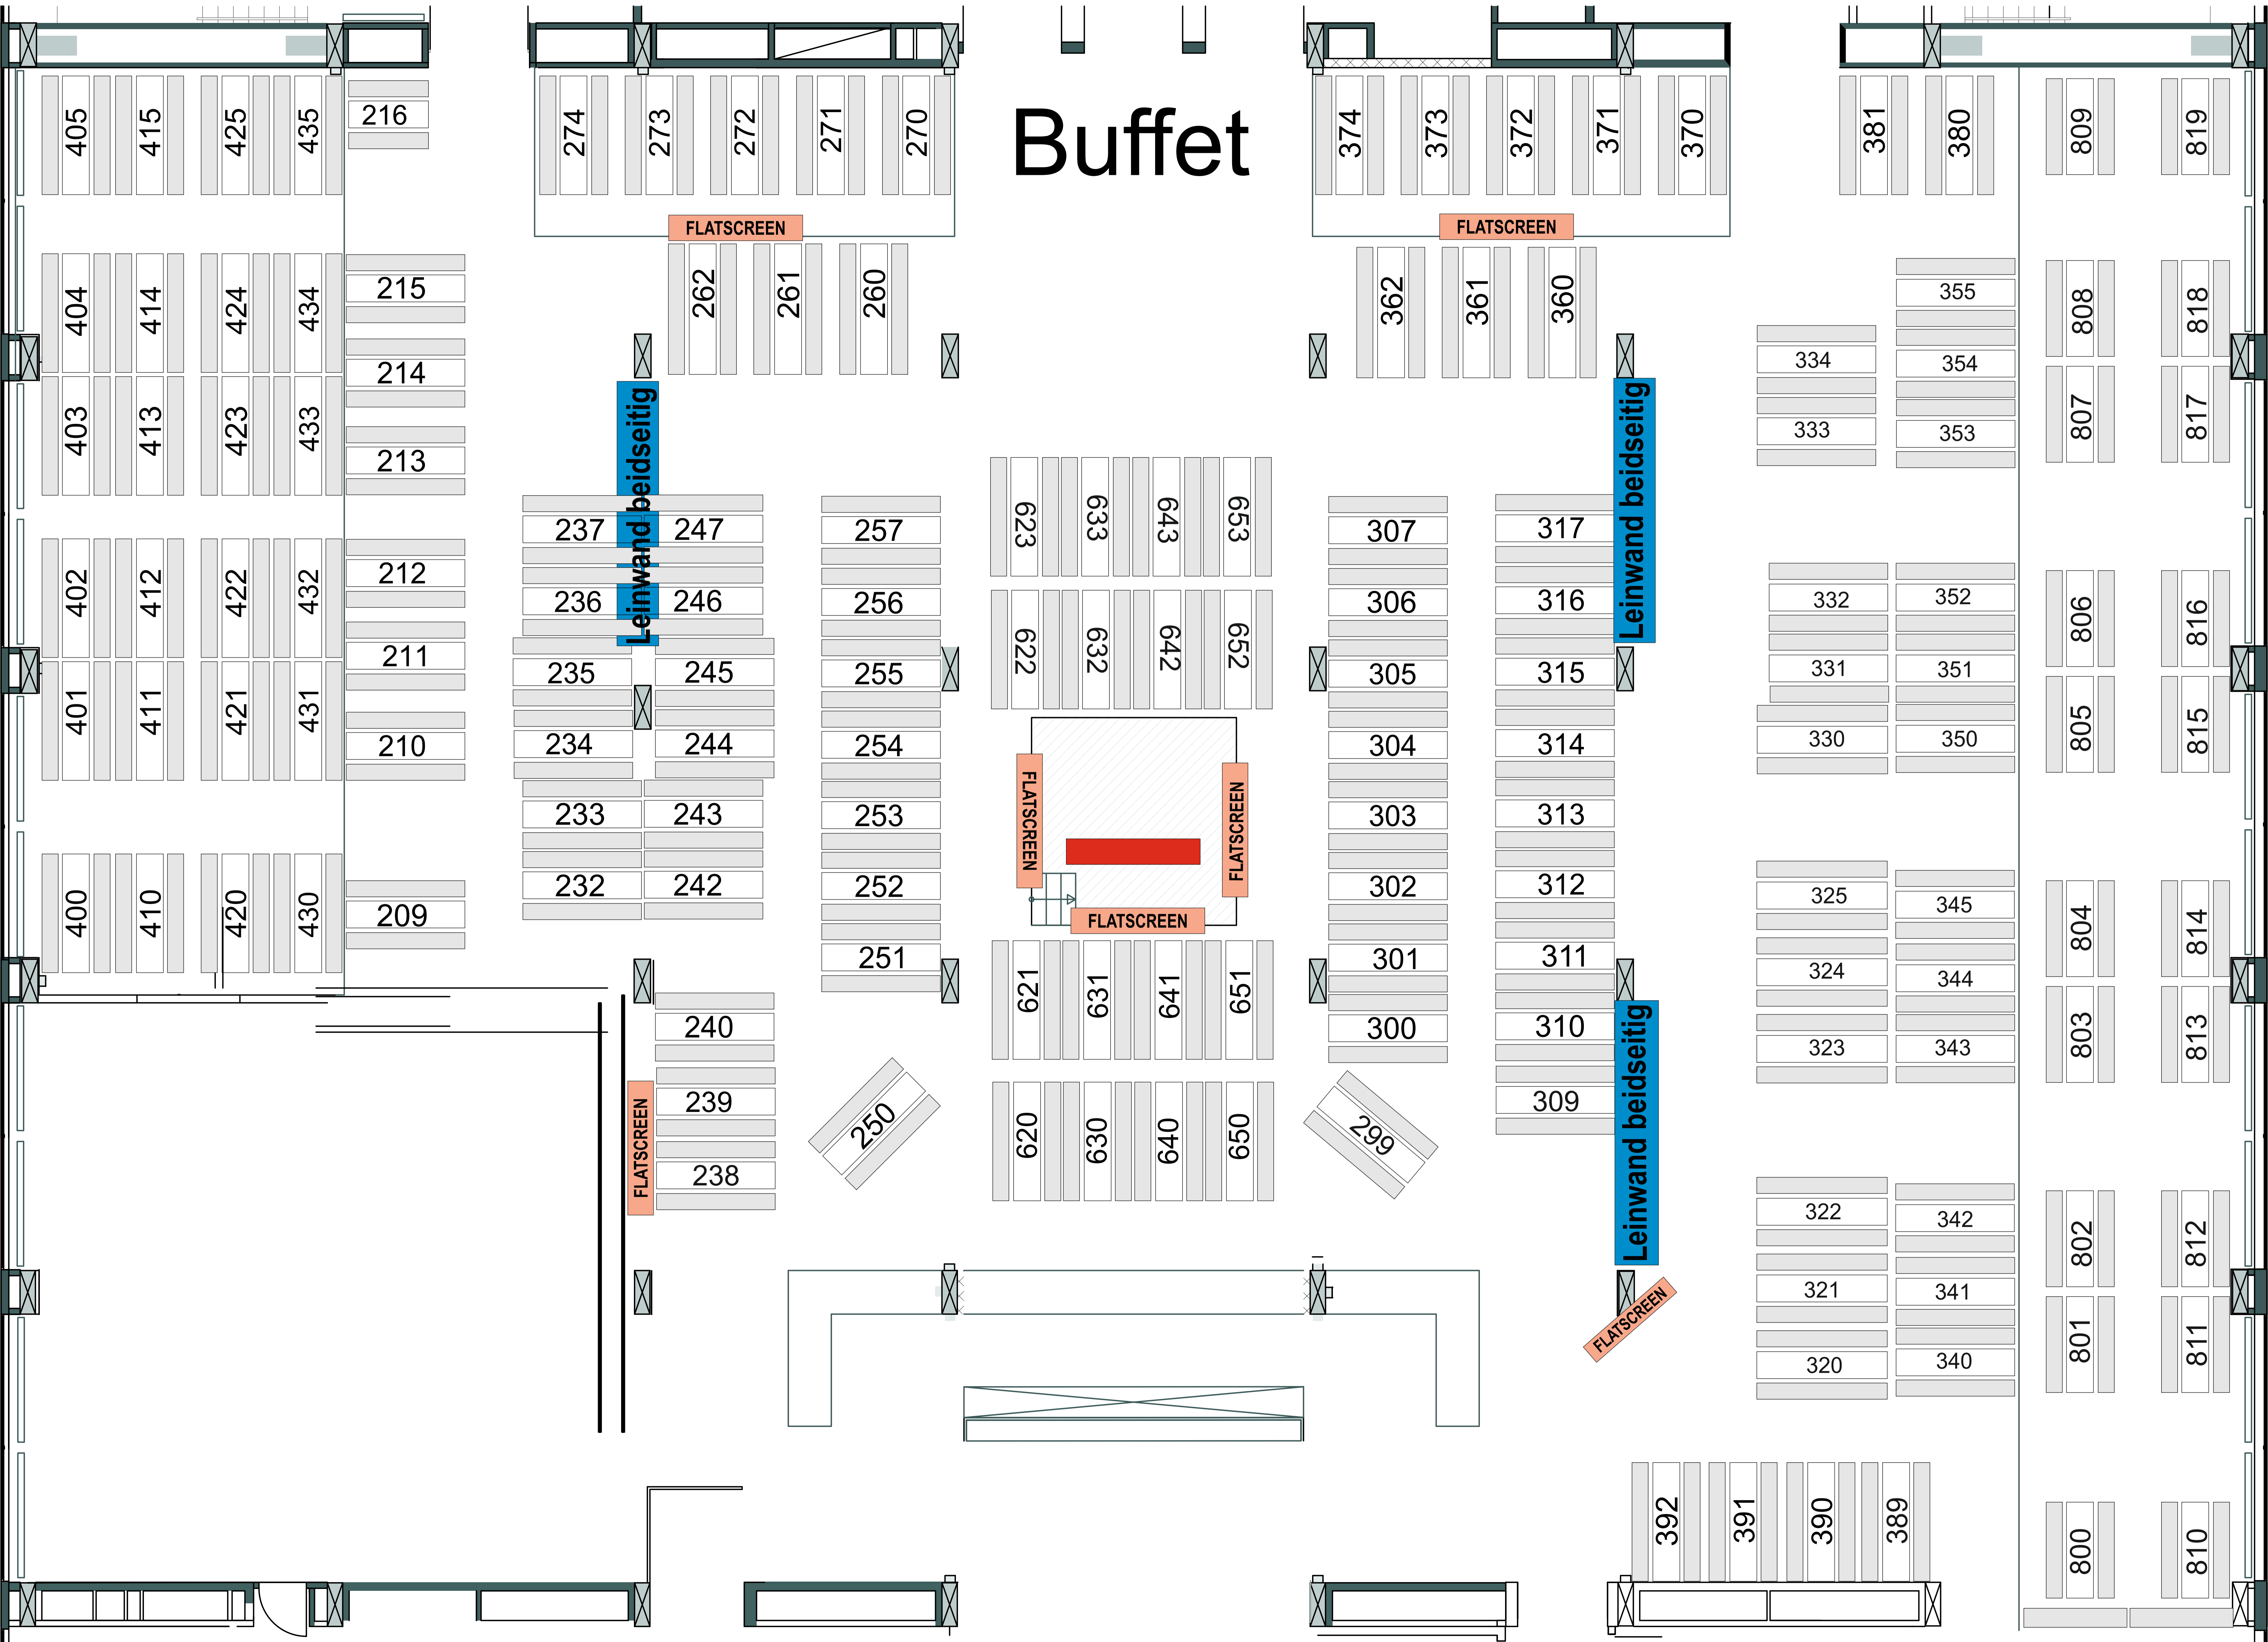 405 415 425 435 216 274 273 272 271 270 Buffet 374 373 372 371 370 381 380 809 819
FLATSCREEN FLATSCREEN
262 261 260 362 361 360
404 414 424 434 215 355 808 818
214 334 354
403 413 423 433 213 333 353 807 817
Leinwand beidseitig Leinwand beidseitig
237 247 257 623 633 643 653 307 317
402 412 422 432 212 236 246 256 306 316 332 352 806 816
211 235 245 255 622 632 642 652 305 315 331 351
401 411 421 431 210 234 244 254 304 314 330 350 805 815
233 243 253 FLATSCREEN FLATSCREEN 303 313
232 242 252 302 312
400 410 420 430 209 FLATSCREEN 325 345 804 814
251 301 311
621 631 641 651 324 344
240 300 310 323 343 803 813
FLATSCREEN 239 250 620 630 640 650 299 309 Leinwand beidseitig
238
322 342 802 812
321 341
FLATSCREEN
320 340 801 811
392 391 390 389
800 810